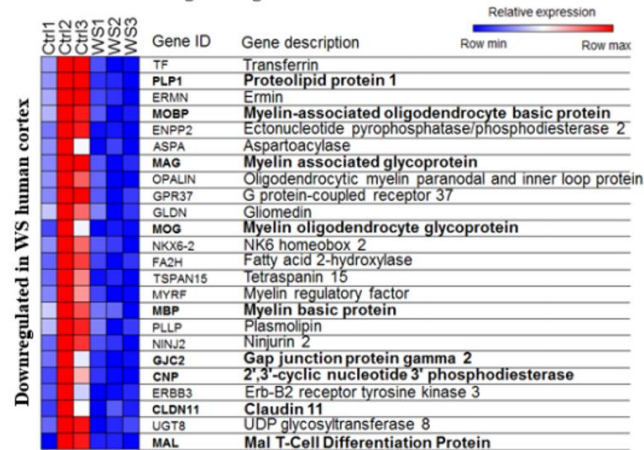 Relative expression
Row min Row max
Ctrl1 Ctrl2 Ctrl3 WS1 WS2 WS3
Gene ID Gene description
Downregulated in WS human cortex
TF Transferrin
PLP1 Proteolipid protein 1
ERMN Ermin
MOBP Myelin-associated oligodendrocyte basic protein
ENPP2 Ectonucleotide pyrophosphatase/phosphodiesterase 2
ASPA Aspartoacylase
MAG Myelin associated glycoprotein
OPALIN Oligodendrocytic myelin paranodal and inner loop protein
GPR37 G protein-coupled receptor 37
GLDN Gliomedin
MOG Myelin oligodendrocyte glycoprotein
NKX6-2 NK6 homeobox 2
FA2H Fatty acid 2-hydroxylase
TSPAN15 Tetraspanin 15
MYRF Myelin regulatory factor
MBP Myelin basic protein
PLLP Plasmolipin
NINJ2 Ninjurin 2
GJC2 Gap junction protein gamma 2
CNP 2',3'-cyclic nucleotide 3' phosphodiesterase
ERBB3 Erb-B2 receptor tyrosine kinase 3
CLDN11 Claudin 11
UGT8 UDP glycosyltransferase 8
MAL Mal T-Cell Differentiation Protein